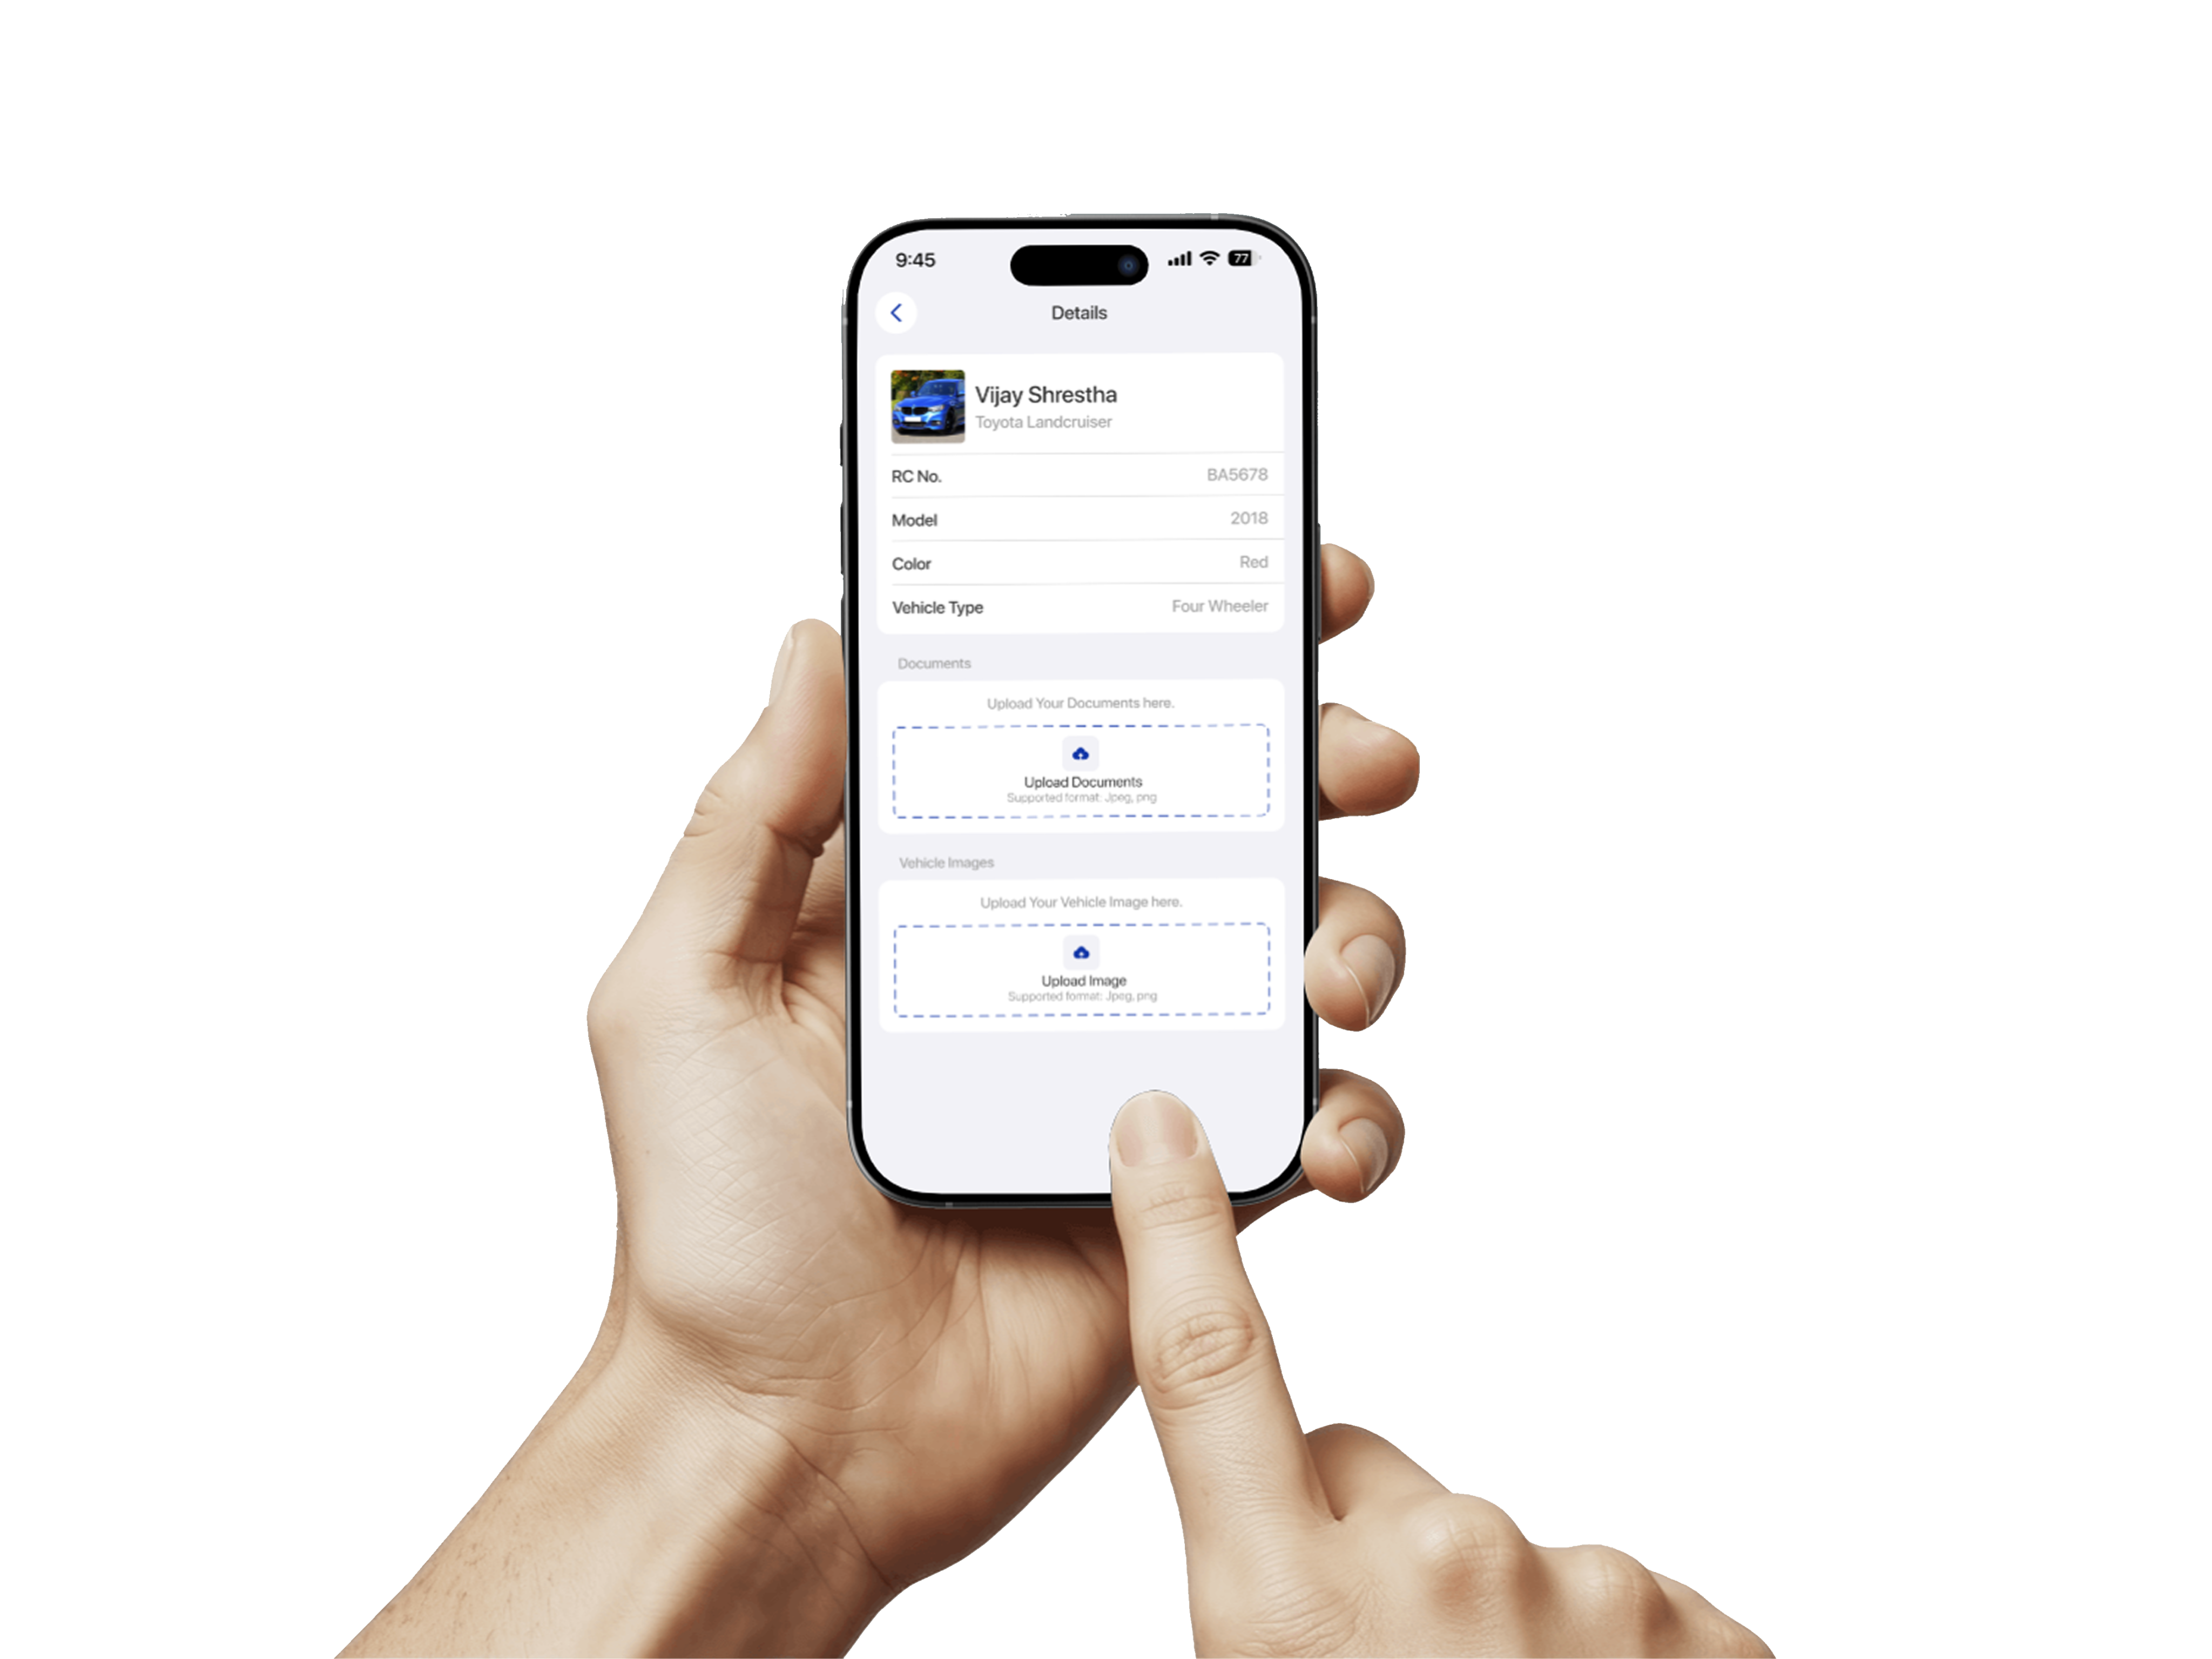 9:45
77
Details
Vijay Shrestha
Toyota Landcruiser
RC No. BA5678
Model 2018
Color Red
Vehicle Type Four Wheeler
Documents
Upload Your Documents here.
Upload Documents
Supported format: Jpeg, png
Vehicle Images
Upload Your Vehicle Image here.
Upload Image
Supported format: Jpeg, png